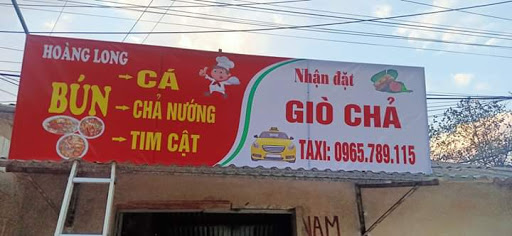 HOÀNG LONG
BÚN
CÁ
CHẢ NƯỚNG
TIM CẬT
Nhận đặt
GIÒ CHẢ
TAXI: 0965.789.115
NAM